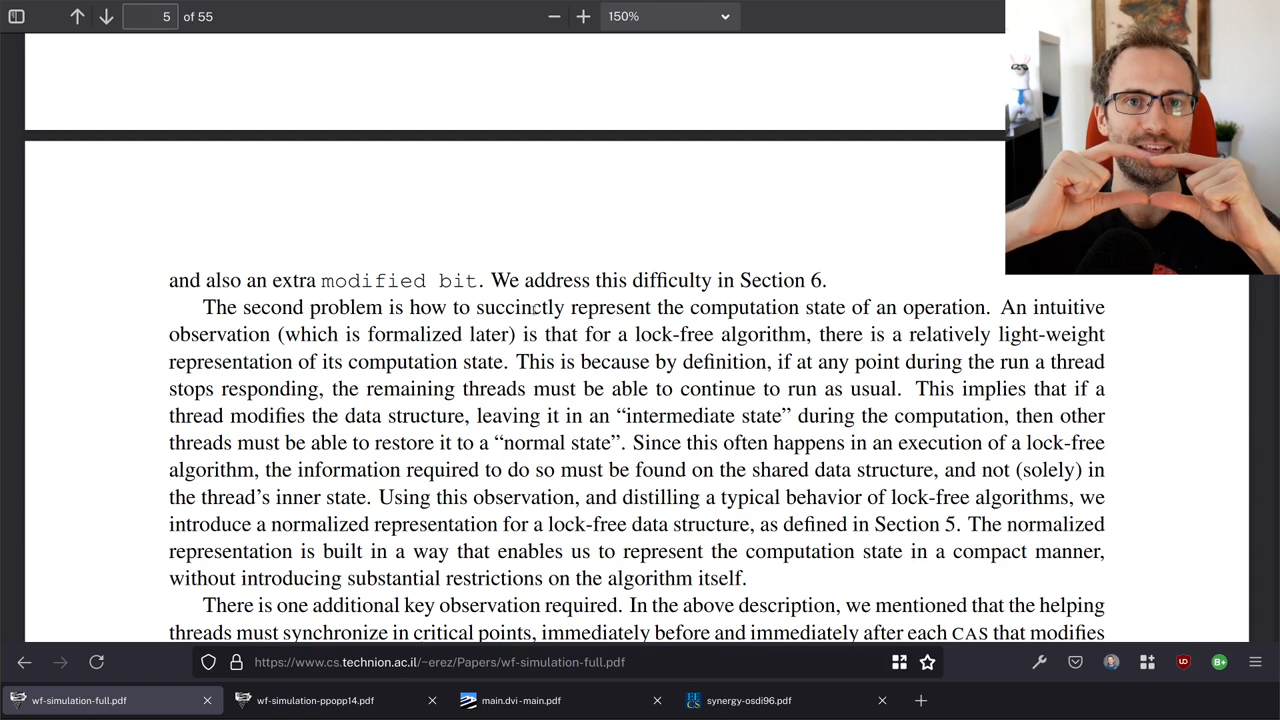 5 of 55
150%
and also an extra modified bit. We address this difficulty in Section 6.
The second problem is how to succinctly represent the computation state of an operation. An intuitive
observation (which is formalized later) is that for a lock-free algorithm, there is a relatively light-weight
representation of its computation state. This is because by definition, if at any point during the run a thread
stops responding, the remaining threads must be able to continue to run as usual. This implies that if a
thread modifies the data structure, leaving it in an “intermediate state” during the computation, then other
threads must be able to restore it to a “normal state”. Since this often happens in an execution of a lock-free
algorithm, the information required to do so must be found on the shared data structure, and not (solely) in
the thread’s inner state. Using this observation, and distilling a typical behavior of lock-free algorithms, we
introduce a normalized representation for a lock-free data structure, as defined in Section 5. The normalized
representation is built in a way that enables us to represent the computation state in a compact manner,
without introducing substantial restrictions on the algorithm itself.
There is one additional key observation required. In the above description, we mentioned that the helping
threads must synchronize in critical points, immediately before and immediately after each CAS that modifies
https://www.cs.technion.ac.il/~erez/Papers/wf-simulation-full.pdf
wf-simulation-full.pdf
wf-simulation-ppopp14.pdf
main.dvi - main.pdf
synergy-osdi96.pdf